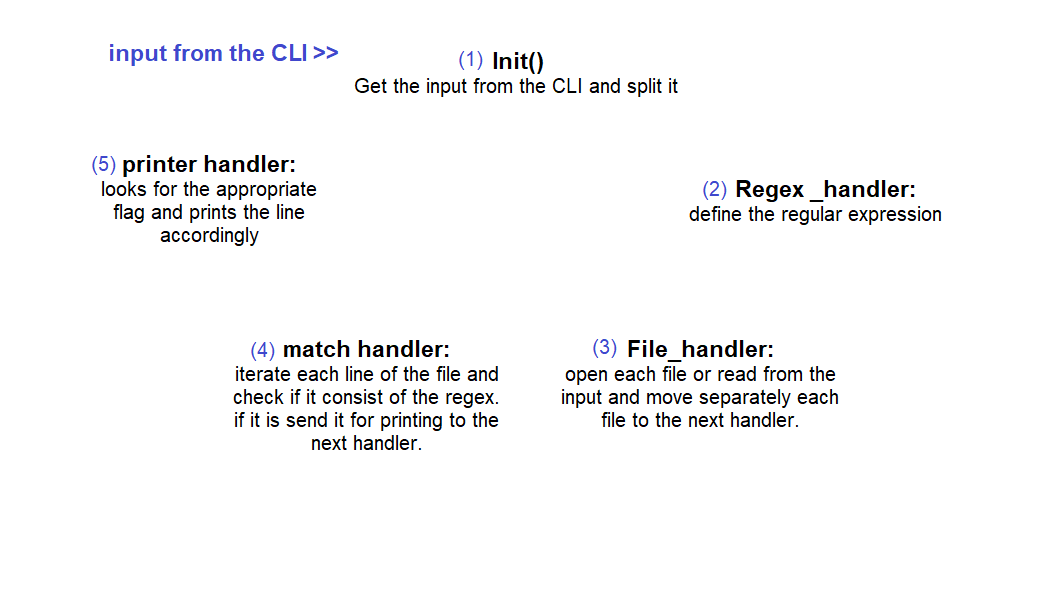 input from the CLI >>
(1) Init()
Get the input from the CLI and split it
(2) Regex _handler:
define the regular expression
(3) File_handler:
open each file or read from the
input and move separately each
file to the next handler.
(4) match handler:
iterate each line of the file and
check if it consist of the regex.
if it is send it for printing to the
next handler.
(5) printer handler:
looks for the appropriate
flag and prints the line
accordingly